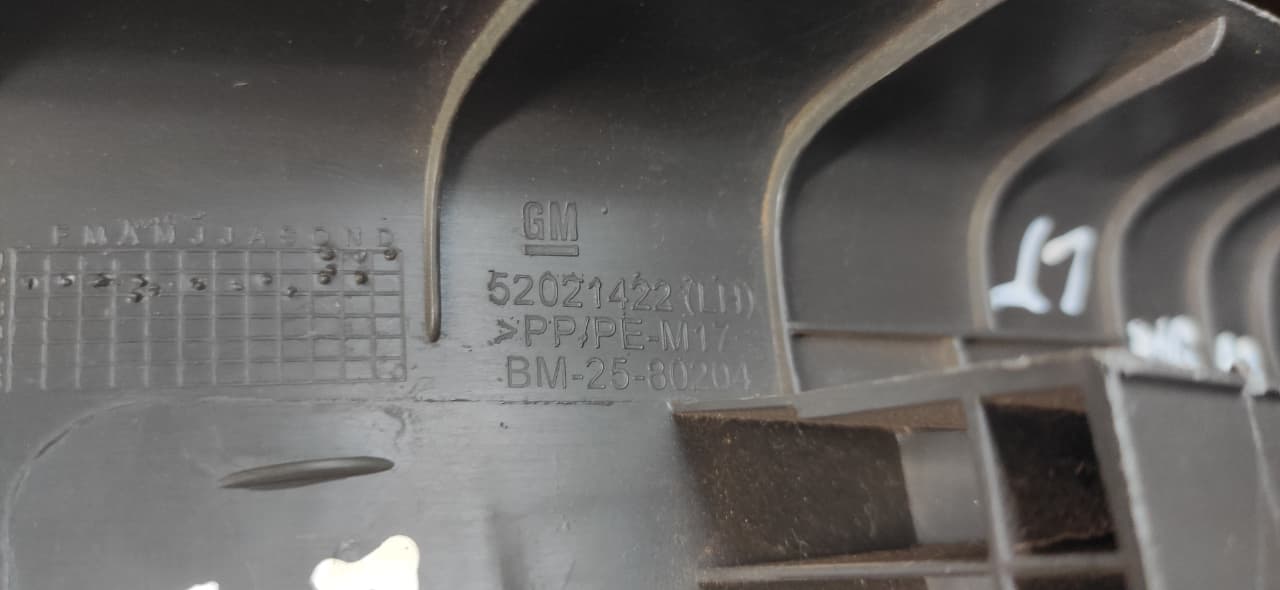 F M A M J J A S O N D
GM
52021422 (LH)
>PP/PE-M17
BM-25-80204